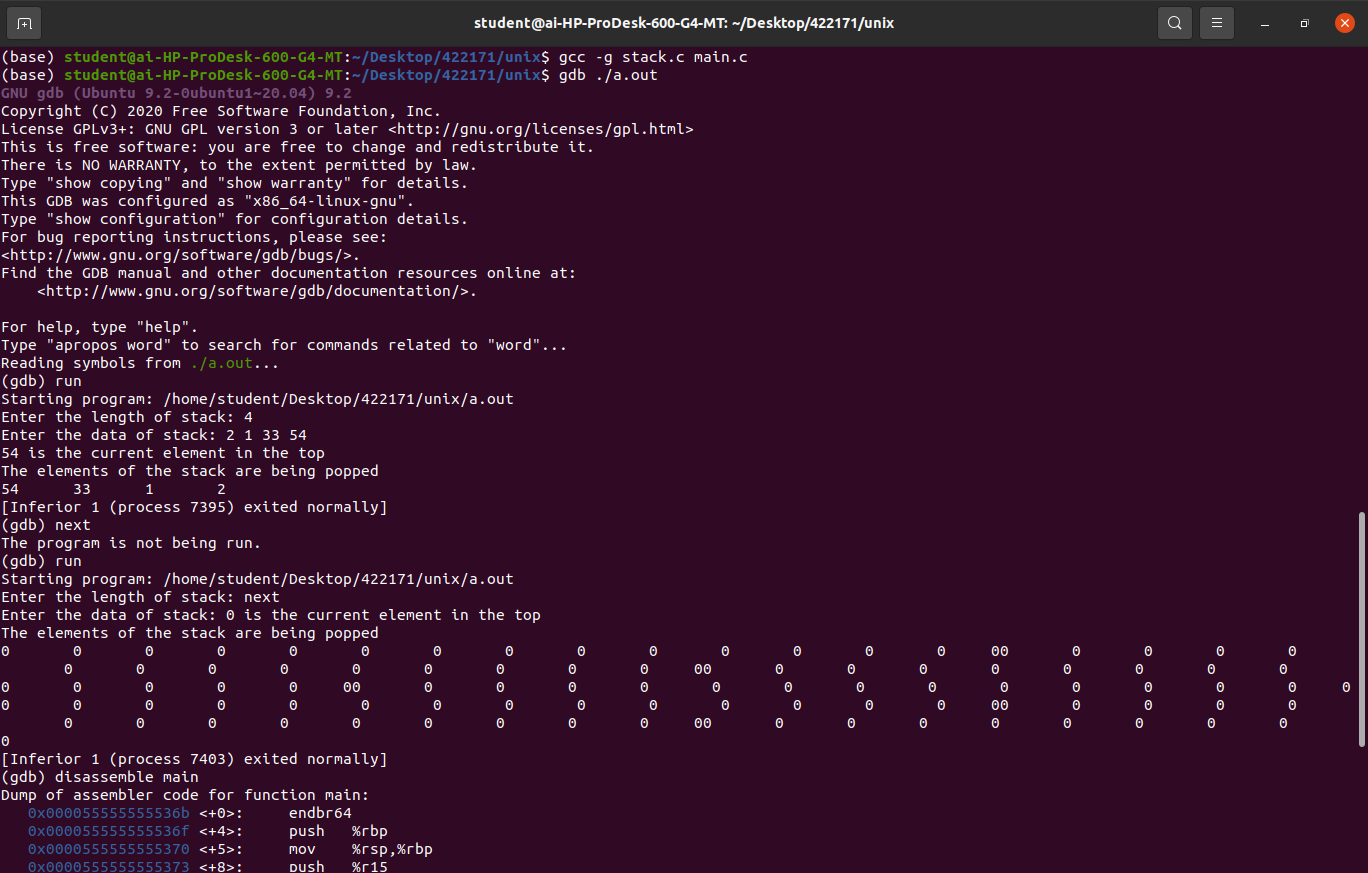 student@ai-HP-ProDesk-600-G4-MT: ~/Desktop/422171/unix
(base) student@ai-HP-ProDesk-600-G4-MT:~/Desktop/422171/unix$ gcc -g stack.c main.c
(base) student@ai-HP-ProDesk-600-G4-MT:~/Desktop/422171/unix$ gdb ./a.out
GNU gdb (Ubuntu 9.2-0ubuntu1~20.04) 9.2
Copyright (C) 2020 Free Software Foundation, Inc.
License GPLv3+: GNU GPL version 3 or later <http://gnu.org/licenses/gpl.html>
This is free software: you are free to change and redistribute it.
There is NO WARRANTY, to the extent permitted by law.
Type "show copying" and "show warranty" for details.
This GDB was configured as "x86_64-linux-gnu".
Type "show configuration" for configuration details.
For bug reporting instructions, please see:
<http://www.gnu.org/software/gdb/bugs/>.
Find the GDB manual and other documentation resources online at:
    <http://www.gnu.org/software/gdb/documentation/>.
For help, type "help".
Type "apropos word" to search for commands related to "word"...
Reading symbols from ./a.out...
(gdb) run
Starting program: /home/student/Desktop/422171/unix/a.out
Enter the length of stack: 4
Enter the data of stack: 2 1 33 54
54 is the current element in the top
The elements of the stack are being popped
54      33      1       2
[Inferior 1 (process 7395) exited normally]
(gdb) next
The program is not being run.
(gdb) run
Starting program: /home/student/Desktop/422171/unix/a.out
Enter the length of stack: next
Enter the data of stack: 0 is the current element in the top
The elements of the stack are being popped
0 0 0 0 0 0 0 0 0 0 0 0 0 0 00 0 0 0 0
0 0 0 0 0 0 0 0 0 00 0 0 0 0 0 0 0 0
0 0 0 0 0 00 0 0 0 0 0 0 0 0 0 0 0 0 0 0
0 0 0 0 0 0 0 0 0 0 0 0 0 0 00 0 0 0 0
0 0 0 0 0 0 0 0 0 00 0 0 0 0 0 0 0 0
0
[Inferior 1 (process 7403) exited normally]
(gdb) disassemble main
Dump of assembler code for function main:
   0x000055555555536b <+0>:     endbr64
   0x000055555555536f <+4>:     push   %rbp
   0x0000555555555370 <+5>:     mov    %rsp,%rbp
   0x0000555555555373 <+8>:     push   %r15